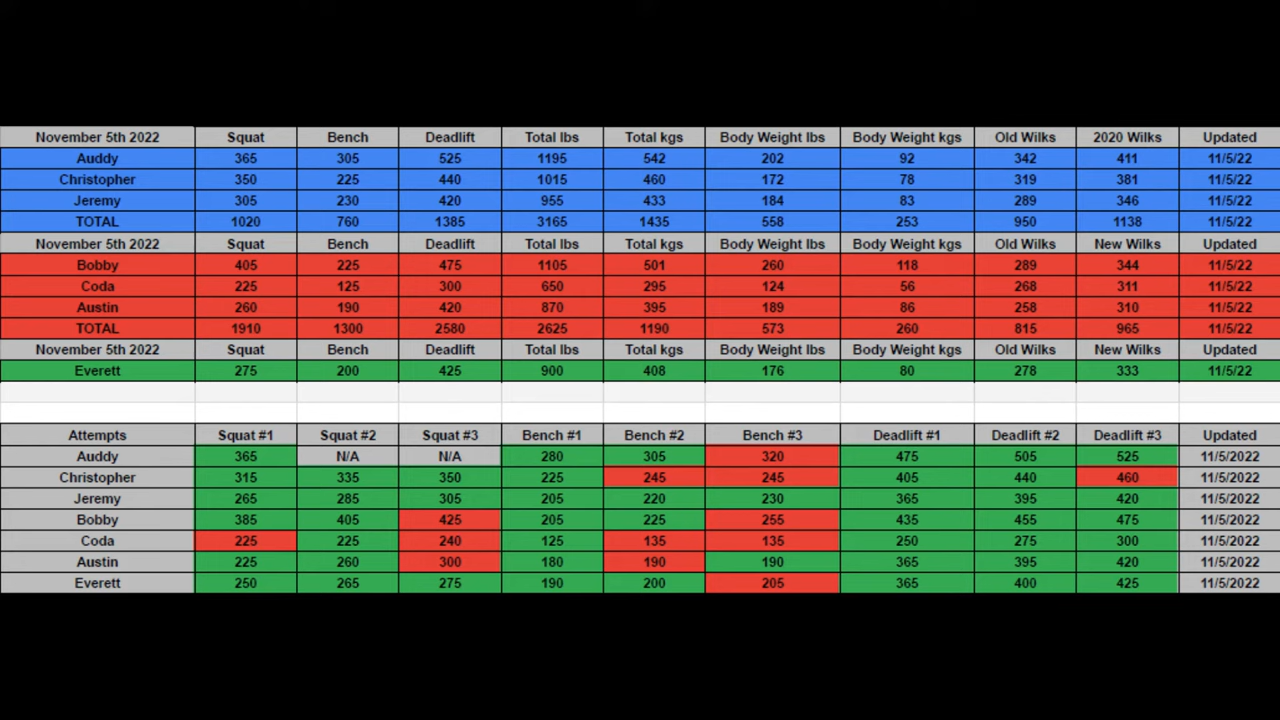 November 5th 2022 Squat Bench Deadlift Total lbs Total kgs Body Weight lbs Body Weight kgs Old Wilks 2020 Wilks Updated
Auddy 365 305 525 1195 542 202 92 342 411 11/5/22
Christopher 350 225 440 1015 460 172 78 319 381 11/5/22
Jeremy 305 230 420 955 433 184 83 289 346 11/5/22
TOTAL 1020 760 1385 3165 1435 558 253 950 1138 11/5/22
November 5th 2022 Squat Bench Deadlift Total lbs Total kgs Body Weight lbs Body Weight kgs Old Wilks New Wilks Updated
Bobby 405 225 475 1105 501 260 118 289 344 11/5/22
Coda 225 125 300 650 295 124 56 268 311 11/5/22
Austin 260 190 420 870 395 189 86 258 310 11/5/22
TOTAL 1910 1300 2580 2625 1190 573 260 815 965 11/5/22
November 5th 2022 Squat Bench Deadlift Total lbs Total kgs Body Weight lbs Body Weight kgs Old Wilks New Wilks Updated
Everett 275 200 425 900 408 176 80 278 333 11/5/22
Attempts Squat #1 Squat #2 Squat #3 Bench #1 Bench #2 Bench #3 Deadlift #1 Deadlift #2 Deadlift #3 Updated
Auddy 365 N/A N/A 280 305 320 475 505 525 11/5/2022
Christopher 315 335 350 225 245 245 405 440 460 11/5/2022
Jeremy 265 285 305 205 220 230 365 395 420 11/5/2022
Bobby 385 405 425 205 225 255 435 455 475 11/5/2022
Coda 225 225 240 125 135 135 250 275 300 11/5/2022
Austin 225 260 300 180 190 190 365 395 420 11/5/2022
Everett 250 265 275 190 200 205 365 400 425 11/5/2022